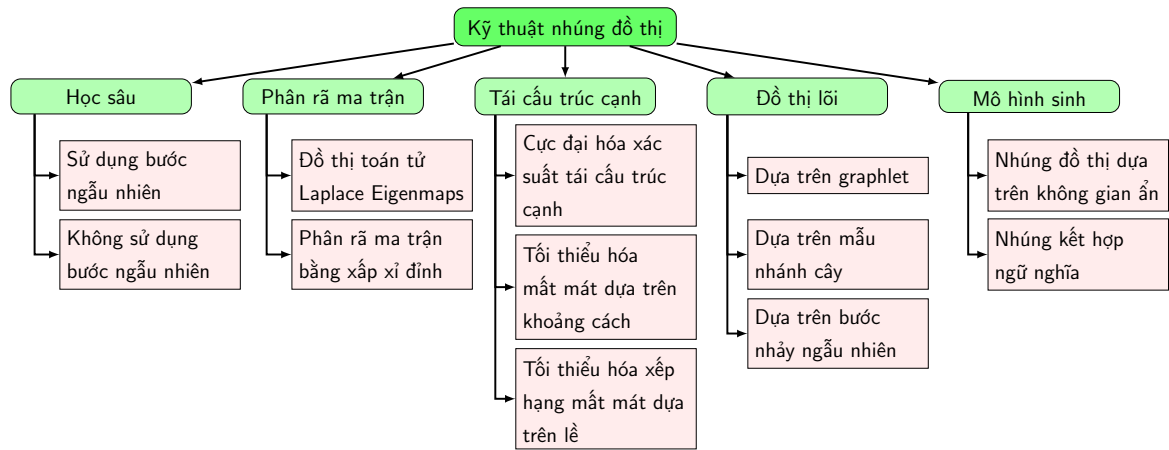 Kỹ thuật nhúng đồ thị
Học sâu
Sử dụng bước
ngẫu nhiên
Không sử dụng
bước ngẫu nhiên
Phân rã ma trận
Đồ thị toán tử
Laplace Eigenmaps
Phân rã ma trận
bằng xấp xỉ đỉnh
Tái cấu trúc cạnh
Cực đại hóa xác
suất tái cấu trúc
cạnh
Tối thiểu hóa
mất mát dựa trên
khoảng cách
Tối thiểu hóa xếp
hạng mất mát dựa
trên lề
Đồ thị lõi
Dựa trên graphlet
Dựa trên mẫu
nhánh cây
Dựa trên bước
nhảy ngẫu nhiên
Mô hình sinh
Nhúng đồ thị dựa
trên không gian ẩn
Nhúng kết hợp
ngữ nghĩa